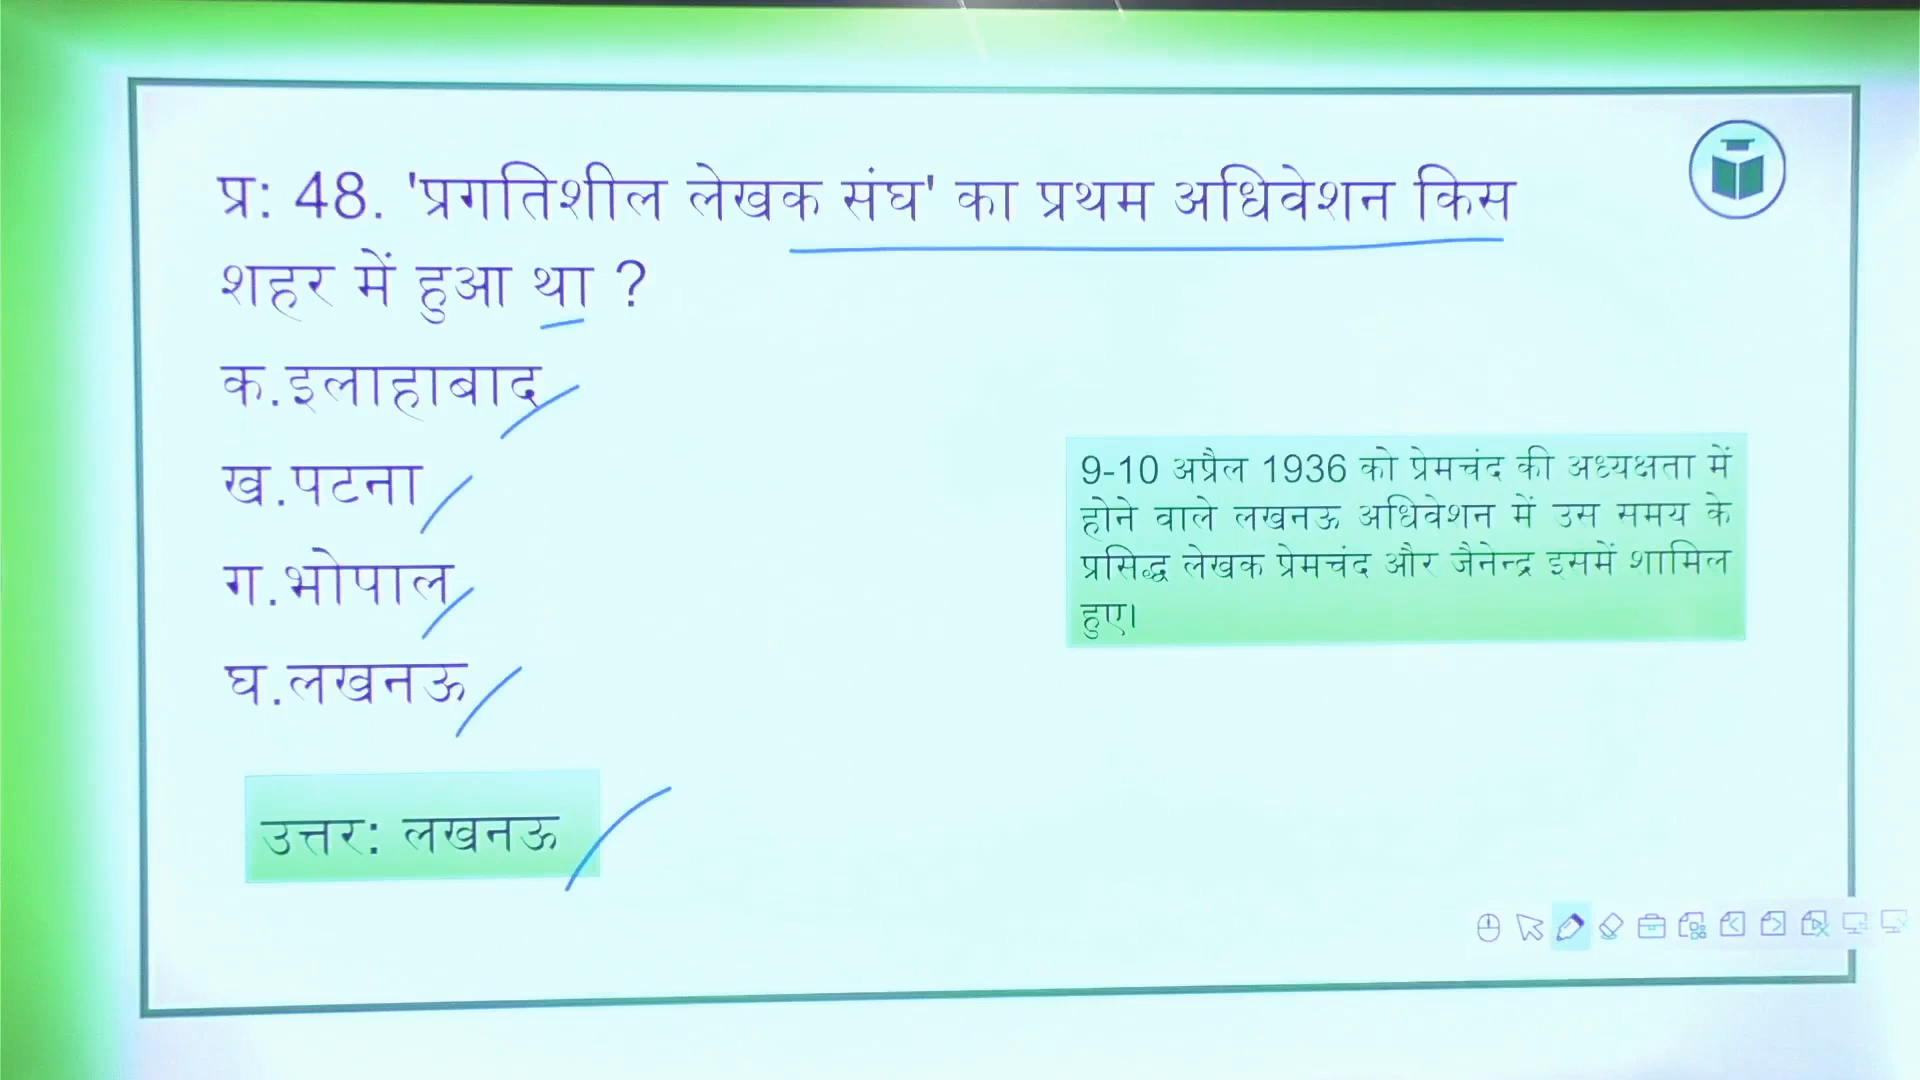 प्र: 48. 'प्रगतिशील लेखक संघ' का प्रथम अधिवेशन किस
शहर में हुआ था ?
क.इलाहाबाद
ख.पटना
ग.भोपाल
घ.लखनऊ
उत्तर: लखनऊ
9-10 अप्रैल 1936 को प्रेमचंद की अध्यक्षता में
होने वाले लखनऊ अधिवेशन में उस समय के
प्रसिद्ध लेखक प्रेमचंद और जैनेन्द्र इसमें शामिल
हुए।